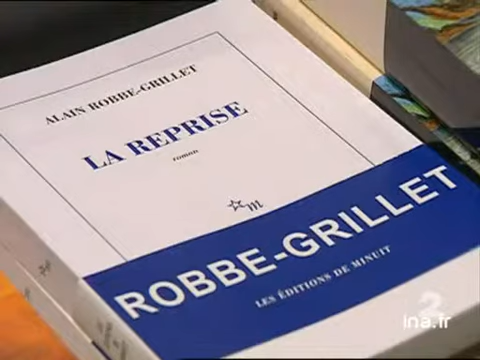 ALAIN ROBBE-GRILLET
LA REPRISE
roman
m
ROBBE-GRILLET
LES ÉDITIONS DE MINUIT
2
ina.fr